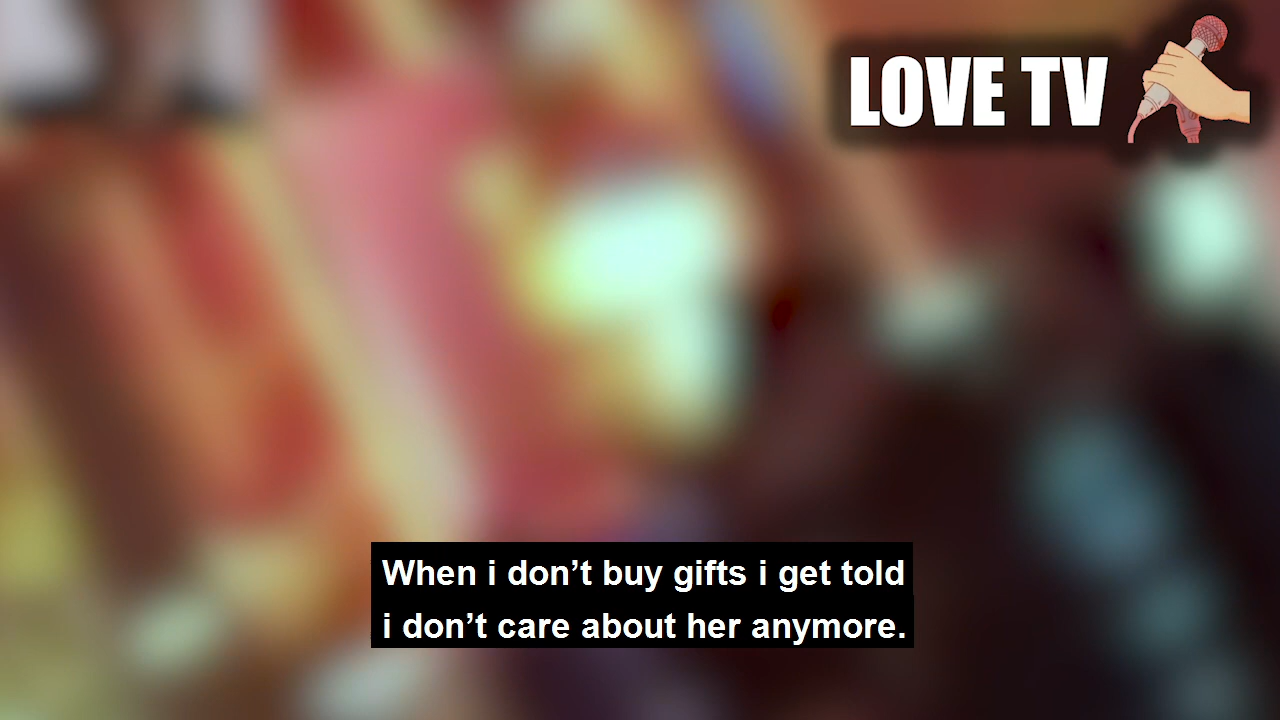 LOVE TV
When i don’t buy gifts i get told
i don’t care about her anymore.